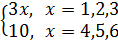 3x, x = 1,2,3
10, x = 4,5,6